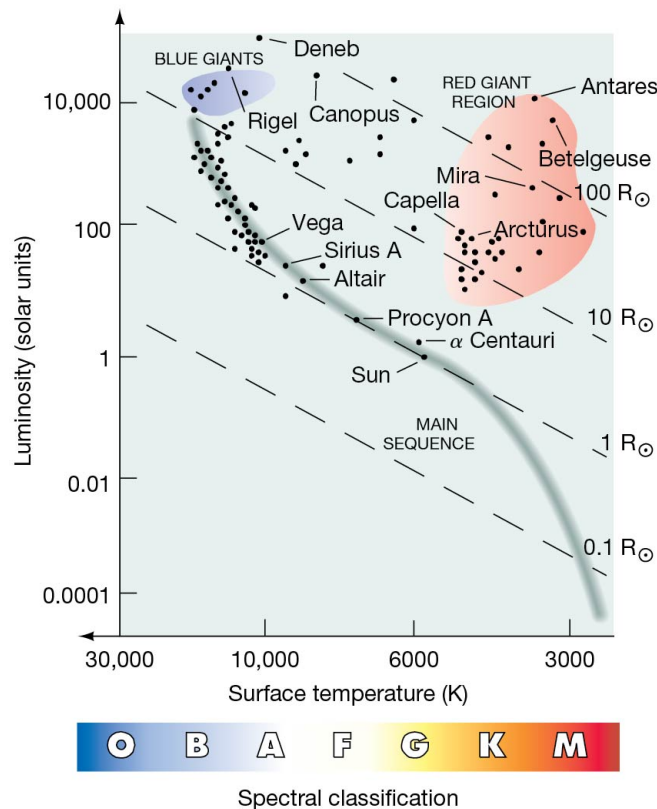 Deneb
BLUE GIANTS
RED GIANT
REGION
Antares
10,000
Rigel
Canopus
Betelgeuse
Mira
100 R☉
Capella
100
Arcturus
Vega
Sirius A
Altair
10 R☉
Procyon A
α Centauri
1
Sun
MAIN
SEQUENCE
1 R☉
0.01
0.1 R☉
0.0001
Luminosity (solar units)
30,000 10,000 6000 3000
Surface temperature (K)
O B A F G K M
Spectral classification